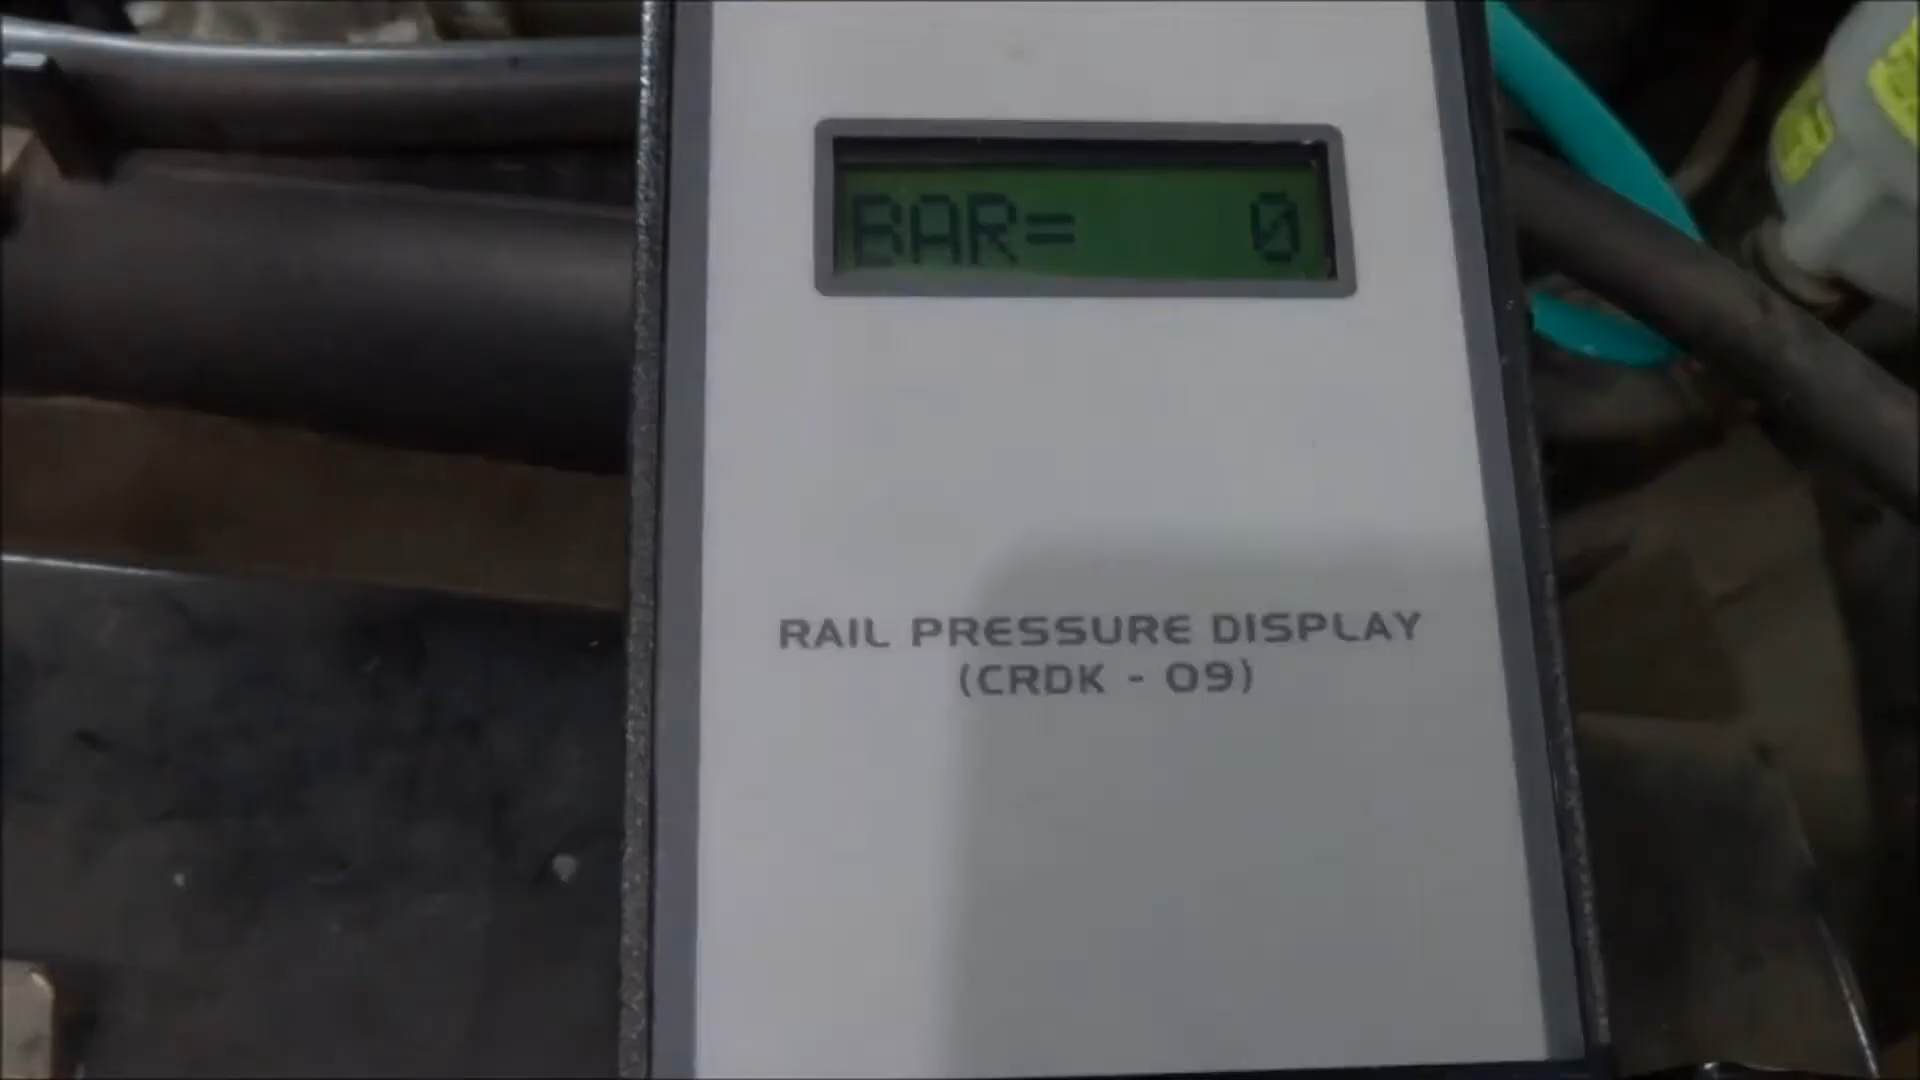 BAR= 0
RAIL PRESSURE DISPLAY
(CRDK - 09)